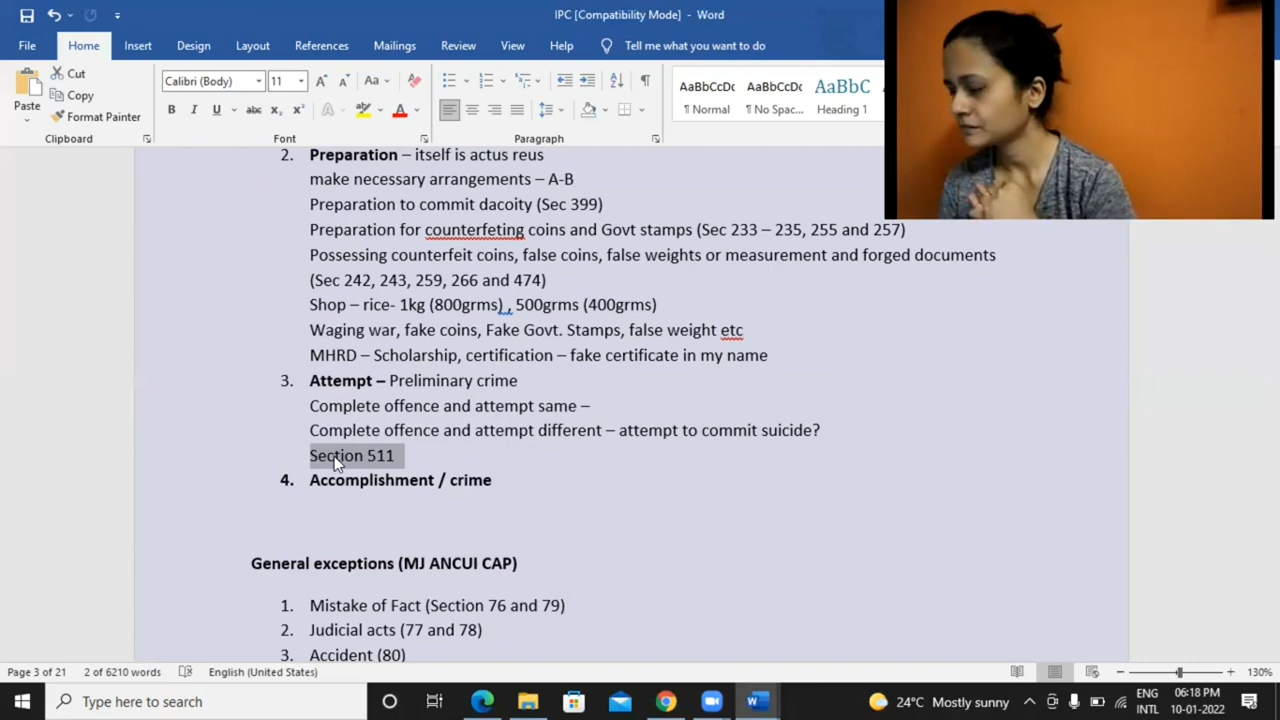 IPC [Compatibility Mode] - Word
File Home Insert Design Layout References Mailings Review View Help Tell me what you want to do
Paste
Cut
Copy
Format Painter
Clipboard
Calibri (Body) 11
Font
Paragraph
AaBbCcDc AaBbCcDc AaBbCc
¶ Normal ¶ No Spac... Heading 1
2. Preparation – itself is actus reus
make necessary arrangements – A-B
Preparation to commit dacoity (Sec 399)
Preparation for counterfeting coins and Govt stamps (Sec 233 – 235, 255 and 257)
Possessing counterfeit coins, false coins, false weights or measurement and forged documents
(Sec 242, 243, 259, 266 and 474)
Shop – rice- 1kg (800grms) , 500grms (400grms)
Waging war, fake coins, Fake Govt. Stamps, false weight etc
MHRD – Scholarship, certification – fake certificate in my name
3. Attempt – Preliminary crime
Complete offence and attempt same –
Complete offence and attempt different – attempt to commit suicide?
Section 511
4. Accomplishment / crime
General exceptions (MJ ANCUI CAP)
1. Mistake of Fact (Section 76 and 79)
2. Judicial acts (77 and 78)
3. Accident (80)
Page 3 of 21 2 of 6210 words English (United States) 130%
Type here to search 24°C Mostly sunny ENG INTL 06:18 PM 10-01-2022